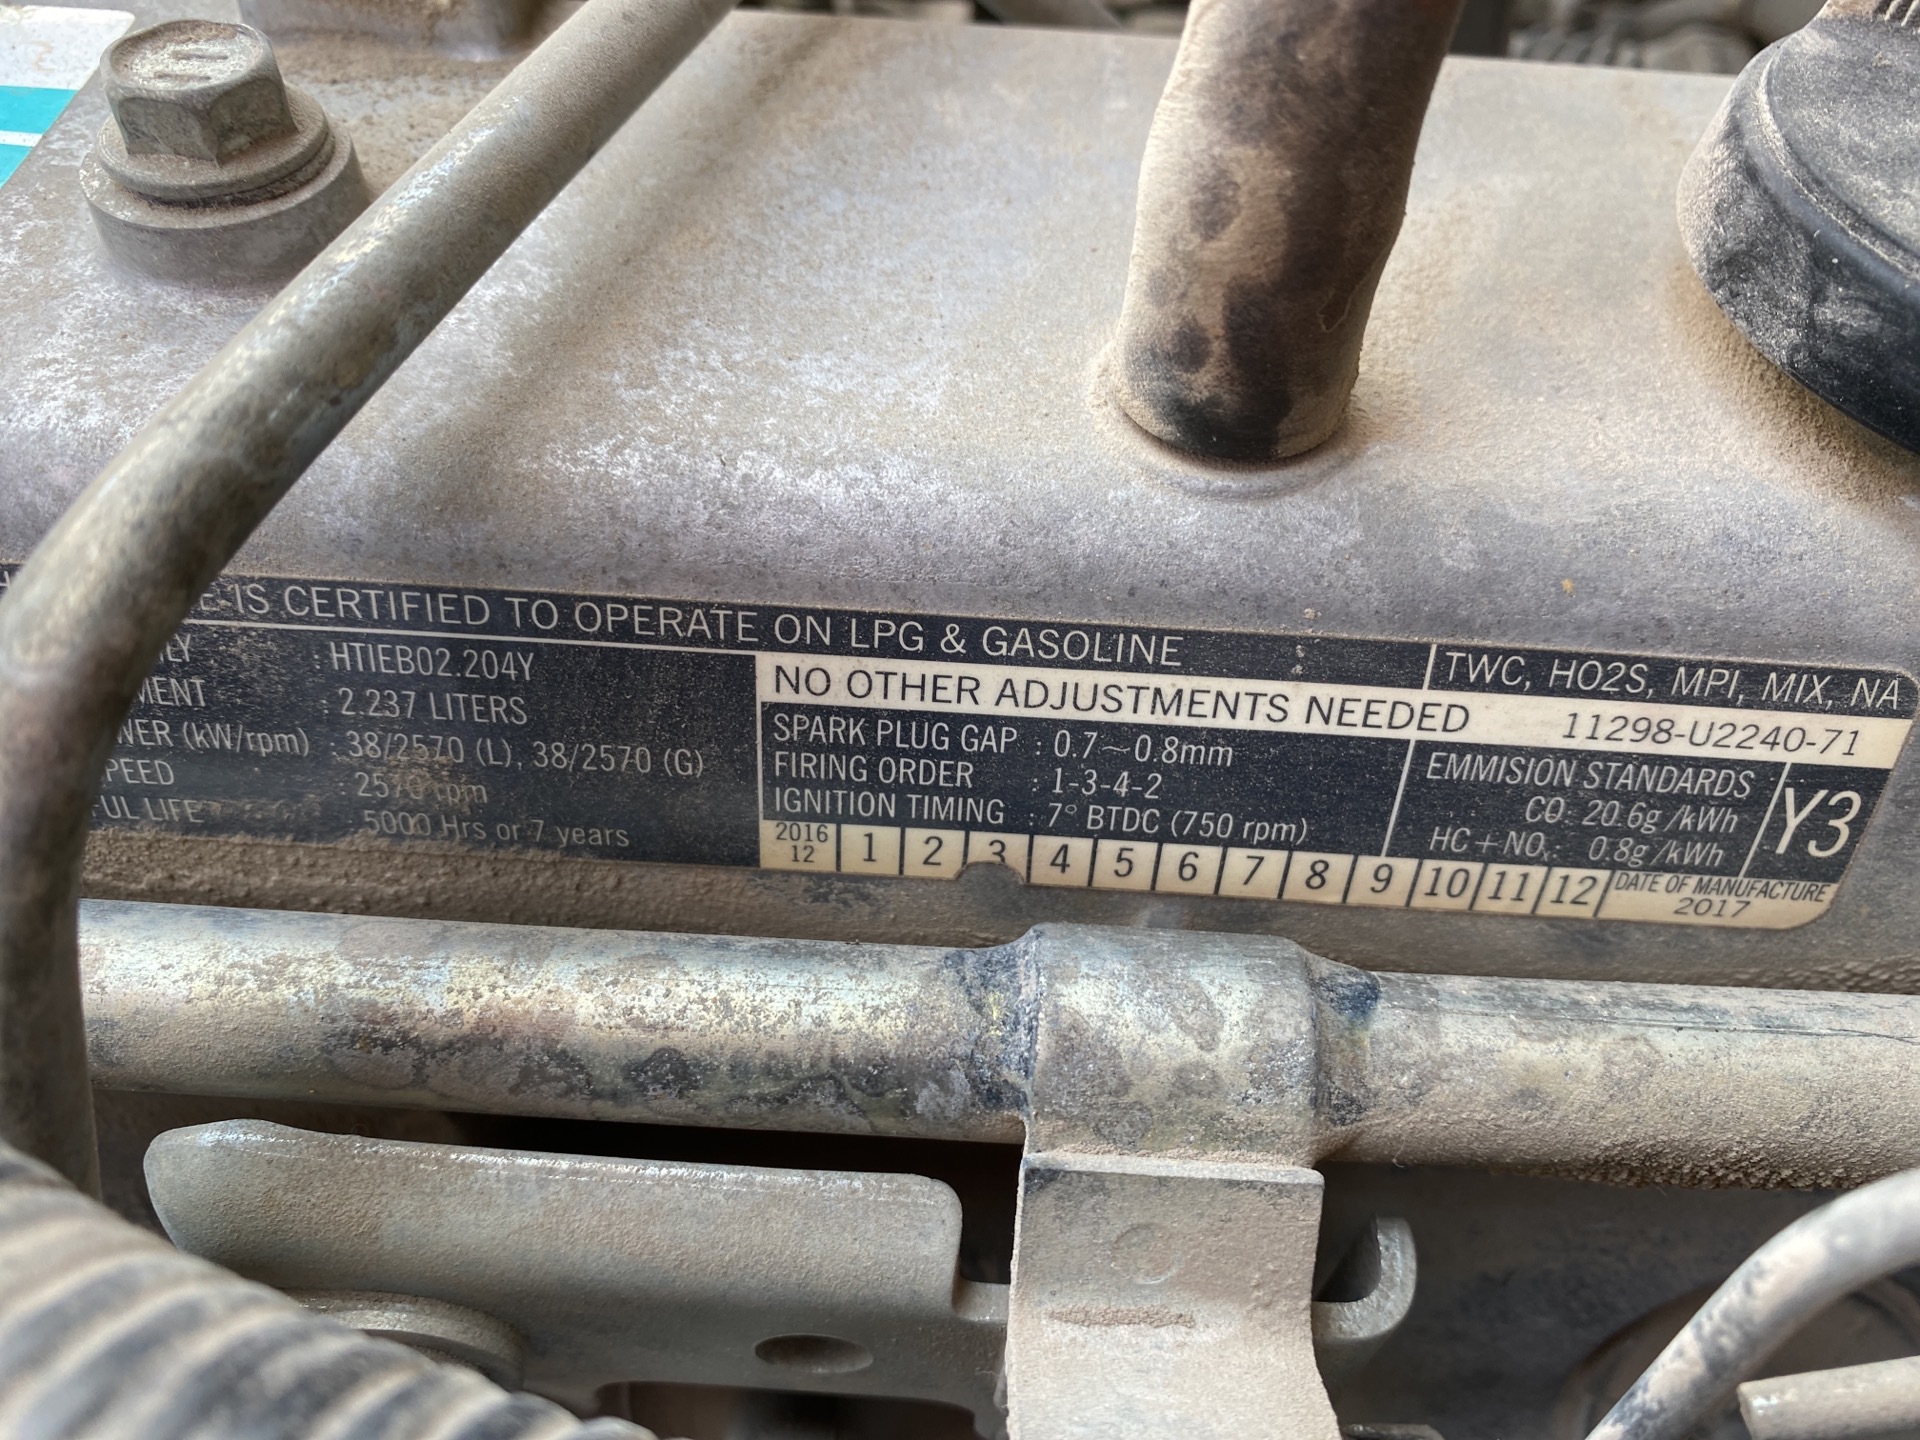 IS CERTIFIED TO OPERATE ON LPG & GASOLINE
TWC, HO2S, MPI, MIX, NA
: HTIEB02.204Y
: 2.237 LITERS
(kW/rpm) : 38/2570 (L), 38/2570 (G)
: 2570 rpm
LIFE : 5000 Hrs or 7 years
NO OTHER ADJUSTMENTS NEEDED 11298-U2240-71
SPARK PLUG GAP : 0.7~0.8mm
FIRING ORDER : 1-3-4-2
IGNITION TIMING : 7° BTDC (750 rpm)
EMMISION STANDARDS
CO: 20.6g/kWh
HC+NOx: 0.8g/kWh
Y3
2016 12 1 2 3 4 5 6 7 8 9 10 11 12 DATE OF MANUFACTURE
2017